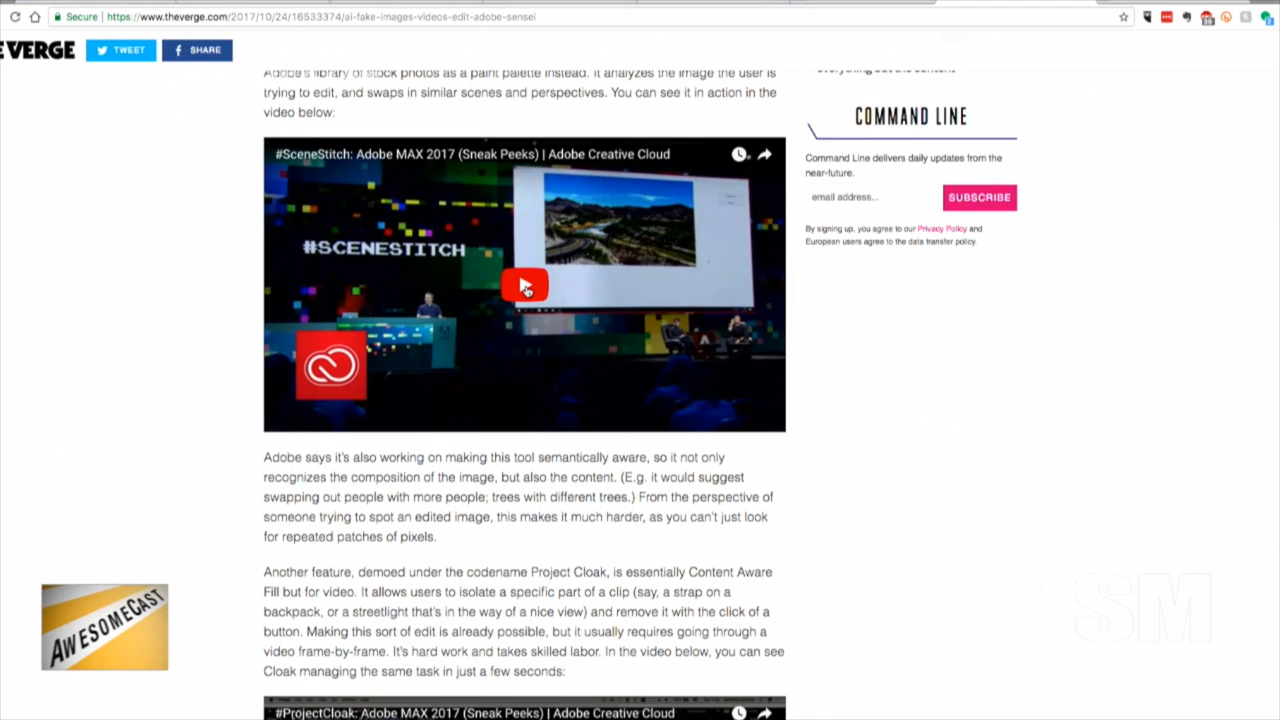 Secure | https://www.theverge.com/2017/10/24/16533374/ai-fake-images-videos-edit-adobe-sensei
E VERGE
TWEET
SHARE
Adobe's library of stock photos as a paint palette instead. It analyzes the image the user is
trying to edit, and swaps in similar scenes and perspectives. You can see it in action in the
video below:
#SceneStitch: Adobe MAX 2017 (Sneak Peeks) | Adobe Creative Cloud
#SCENESTITCH
Adobe says it's also working on making this tool semantically aware, so it not only
recognizes the composition of the image, but also the content. (E.g. it would suggest
swapping out people with more people; trees with different trees.) From the perspective of
someone trying to spot an edited image, this makes it much harder, as you can't just look
for repeated patches of pixels.
Another feature, demoed under the codename Project Cloak, is essentially Content Aware
Fill but for video. It allows users to isolate a specific part of a clip (say, a strap on a
backpack, or a streetlight that's in the way of a nice view) and remove it with the click of a
button. Making this sort of edit is already possible, but it usually requires going through a
video frame-by-frame. It's hard work and takes skilled labor. In the video below, you can see
Cloak managing the same task in just a few seconds:
#ProjectCloak: Adobe MAX 2017 (Sneak Peeks) | Adobe Creative Cloud
everything but the content
COMMAND LINE
Command Line delivers daily updates from the
near-future.
email address...
SUBSCRIBE
By signing up, you agree to our Privacy Policy and
European users agree to the data transfer policy.
AWESOMECAST
SM